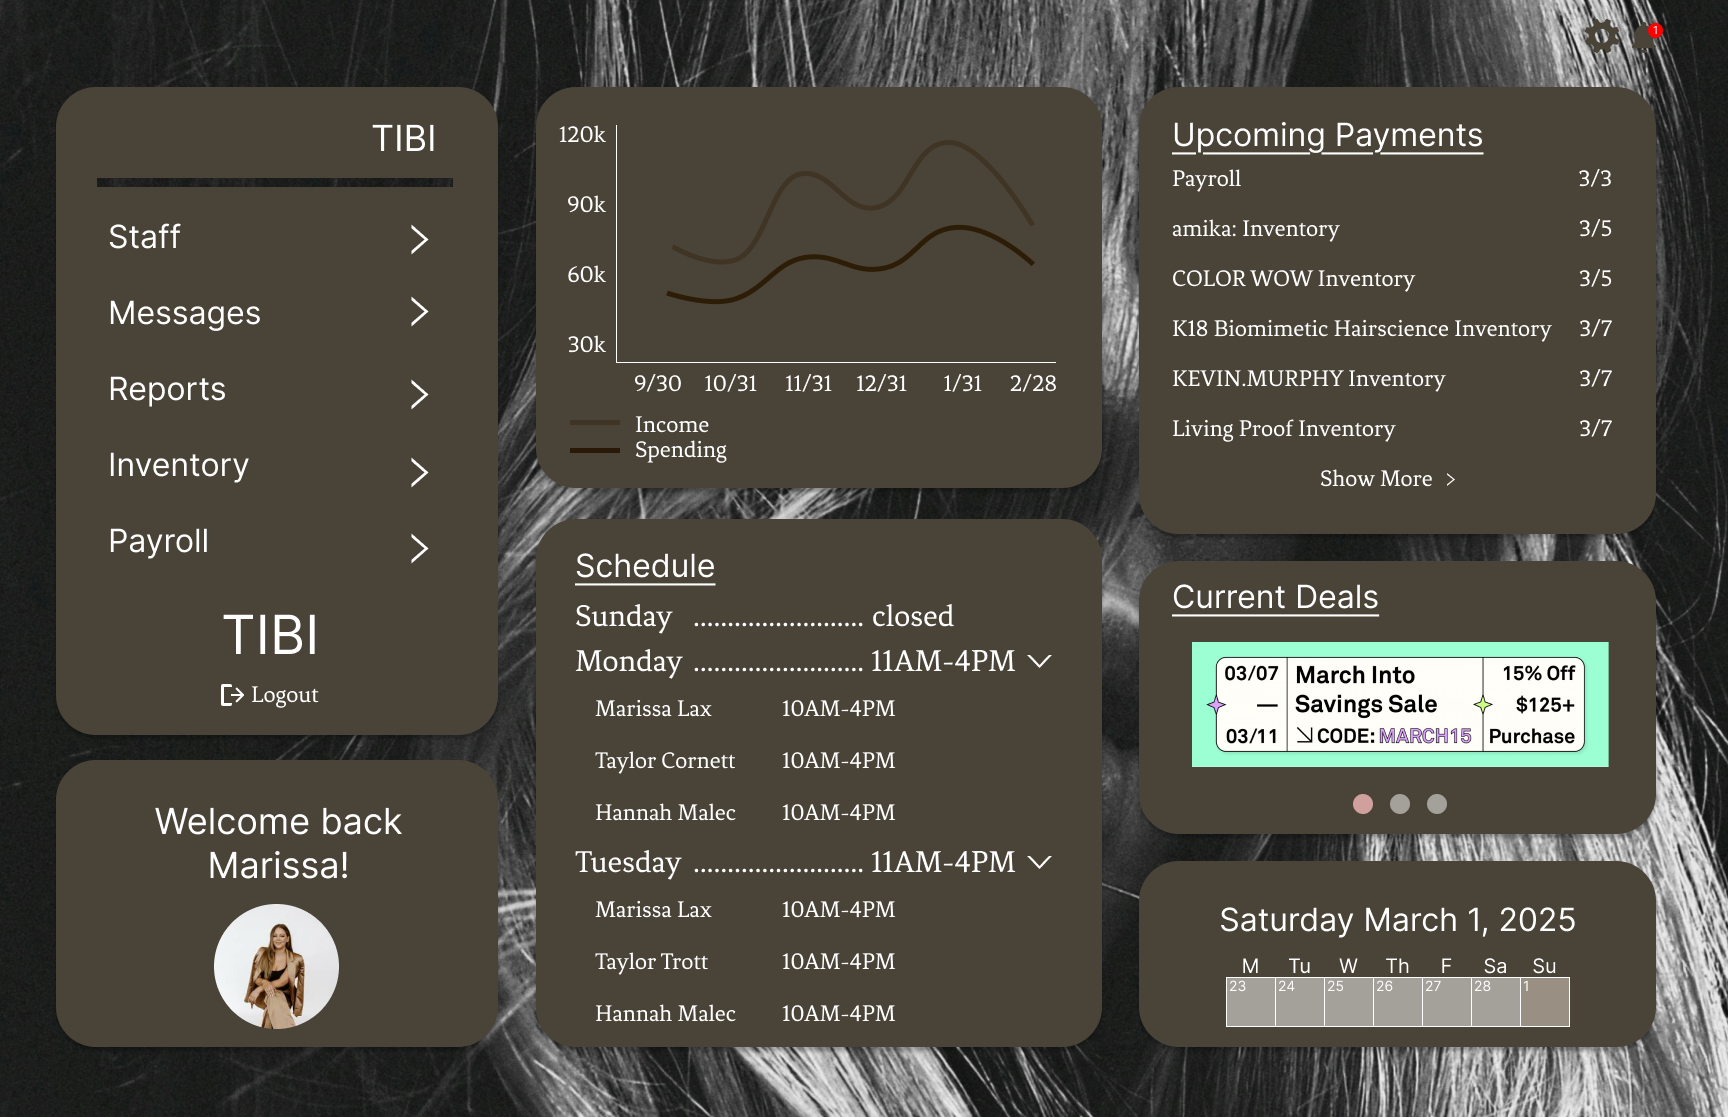 1
TIBI
Staff
Messages
Reports
Inventory
Payroll
TIBI
Logout
Welcome back
Marissa!
120k
90k
60k
30k
9/30 10/31 11/31 12/31 1/31 2/28
Income
Spending
Schedule
Sunday ......................... closed
Monday ......................... 11AM-4PM
Marissa Lax 10AM-4PM
Taylor Cornett 10AM-4PM
Hannah Malec 10AM-4PM
Tuesday ......................... 11AM-4PM
Marissa Lax 10AM-4PM
Taylor Trott 10AM-4PM
Hannah Malec 10AM-4PM
Upcoming Payments
Payroll 3/3
amika: Inventory 3/5
COLOR WOW Inventory 3/5
K18 Biomimetic Hairscience Inventory 3/7
KEVIN.MURPHY Inventory 3/7
Living Proof Inventory 3/7
Show More >
Current Deals
03/07
—
03/11
March Into
Savings Sale
CODE: MARCH15
15% Off
$125+
Purchase
Saturday March 1, 2025
M Tu W Th F Sa Su
23 24 25 26 27 28 1